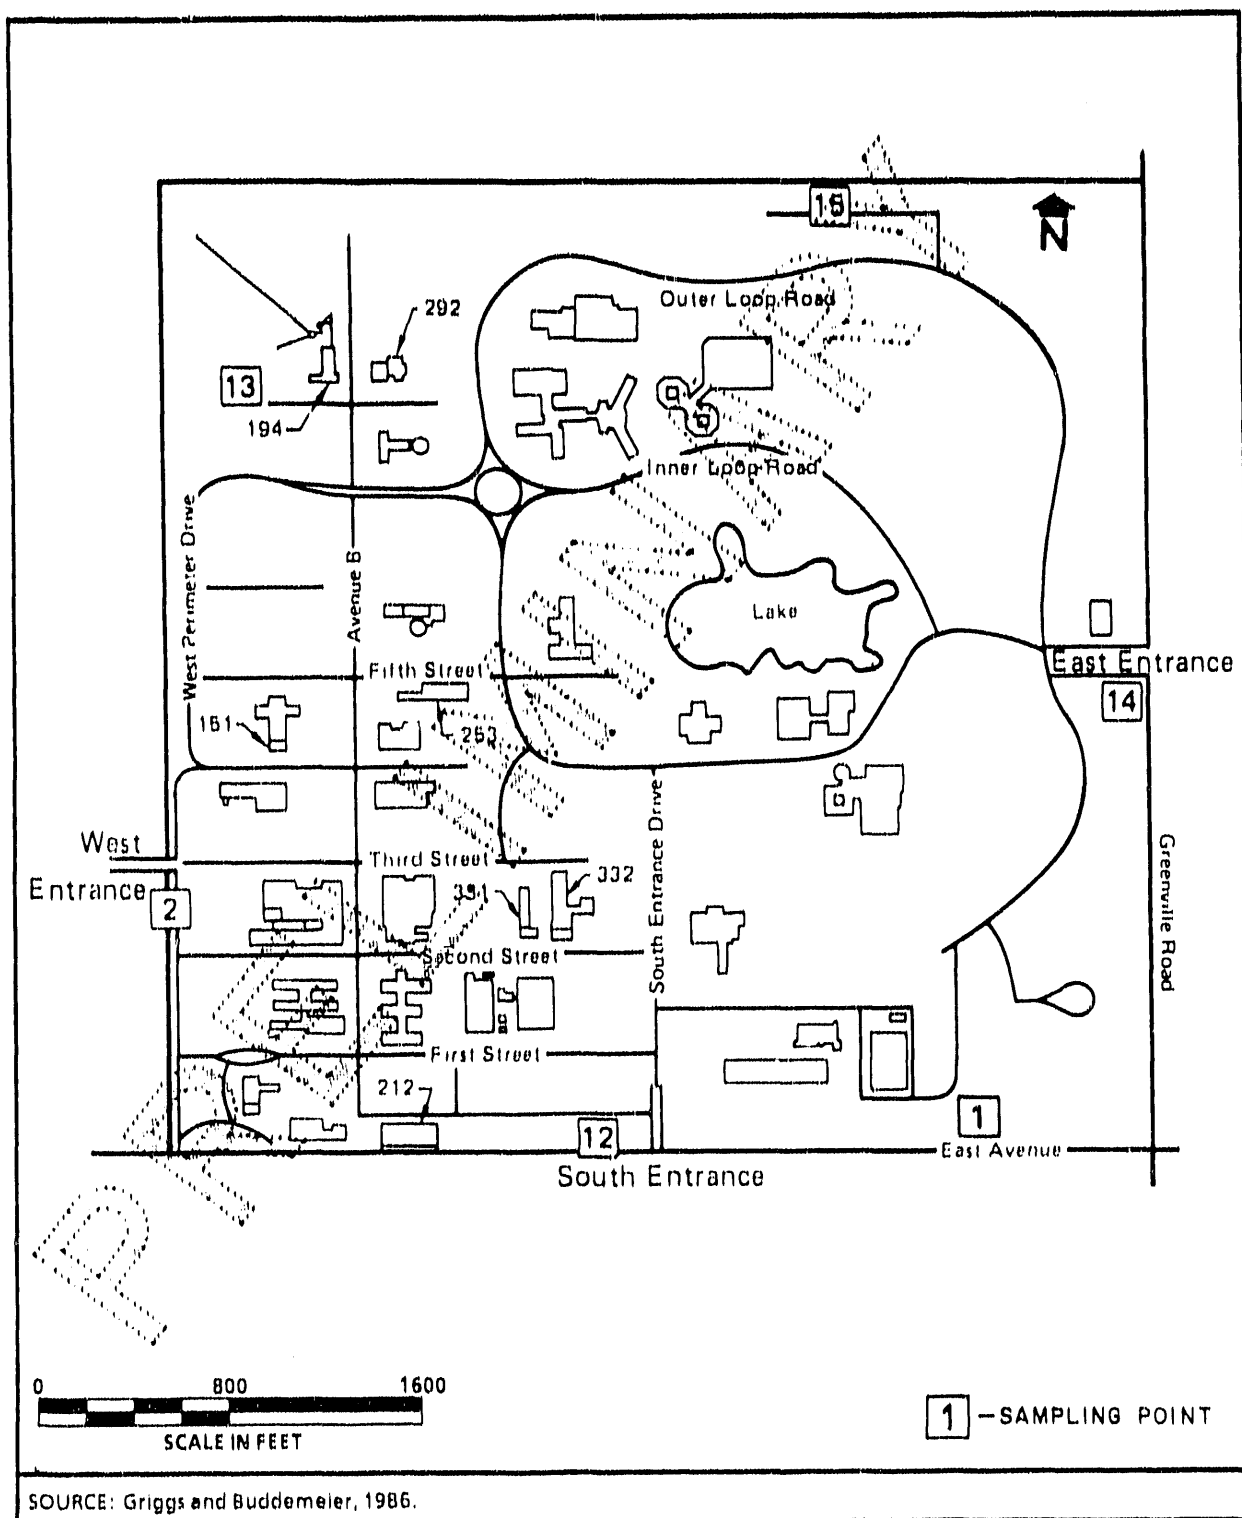 15
N
Outer Loop Road
292
13
194
Inner Loop Road
West Perimeter Drive
Avenue B
Lake
East Entrance
14
Fifth Street
151
253
West
Entrance
2
Third Street
331
332
South Entrance Drive
Greenville Road
Second Street
First Street
212
12
1
East Avenue
South Entrance
0 800 1600
SCALE IN FEET
1 – SAMPLING POINT
SOURCE: Griggs and Buddemeier, 1986.